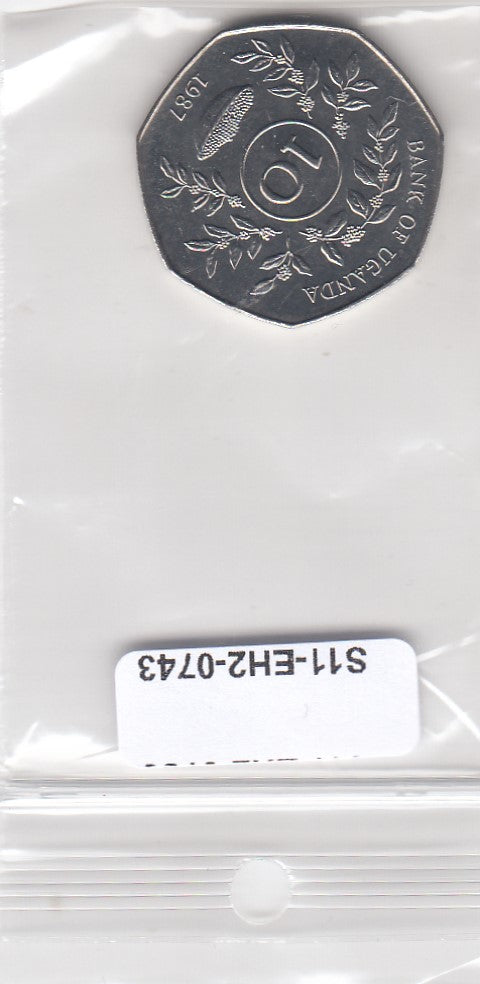 BANK OF UGANDA
10
1987
S11-EH2-0743